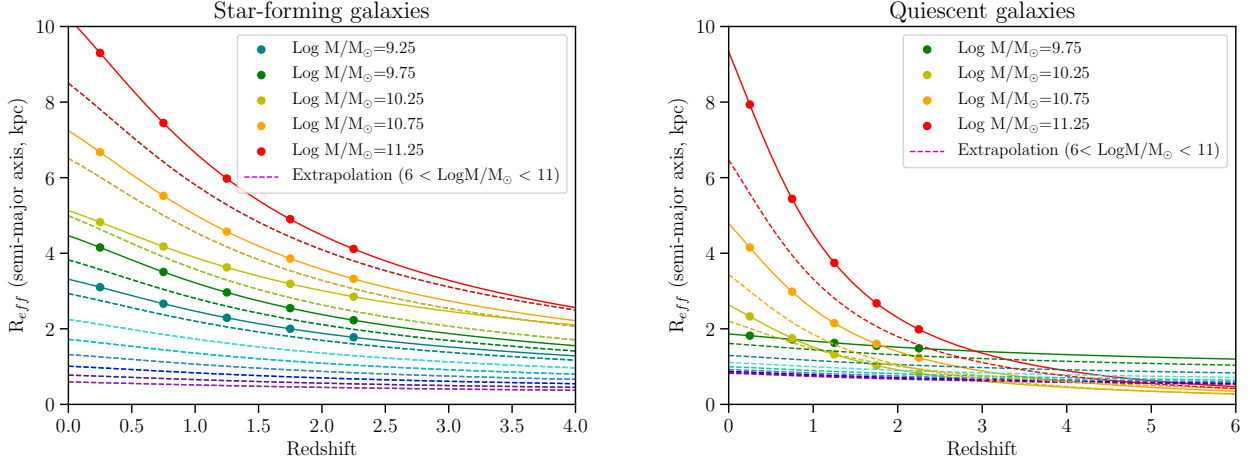 Star-forming galaxies
10
8
6
4
2
0
R_eff (semi-major axis, kpc)
Log M/M⊙=9.25
Log M/M⊙=9.75
Log M/M⊙=10.25
Log M/M⊙=10.75
Log M/M⊙=11.25
Extrapolation (6 < LogM/M⊙ < 11)
0.0 0.5 1.0 1.5 2.0 2.5 3.0 3.5 4.0
Redshift
Quiescent galaxies
10
8
6
4
2
0
R_eff (semi-major axis, kpc)
Log M/M⊙=9.75
Log M/M⊙=10.25
Log M/M⊙=10.75
Log M/M⊙=11.25
Extrapolation (6< LogM/M⊙ < 11)
0 1 2 3 4 5 6
Redshift